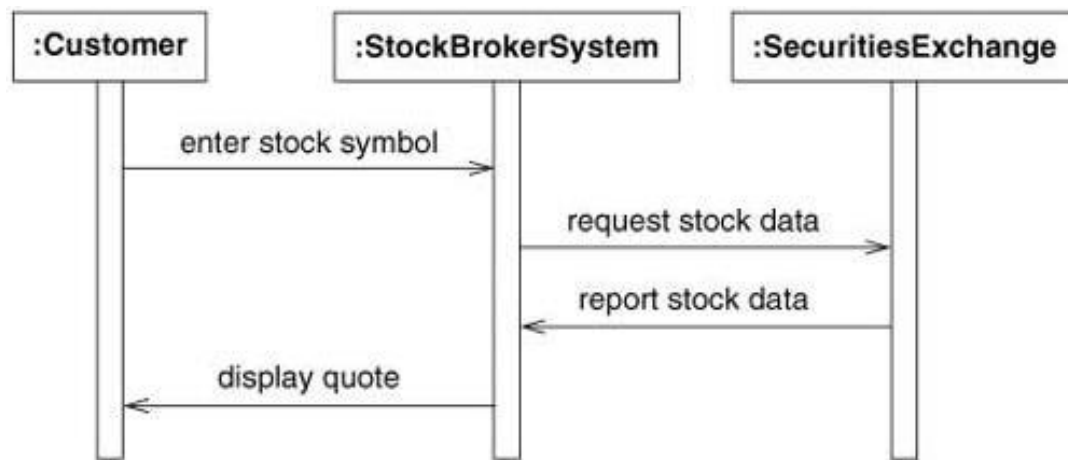 :Customer
:StockBrokerSystem
:SecuritiesExchange
enter stock symbol
request stock data
report stock data
display quote